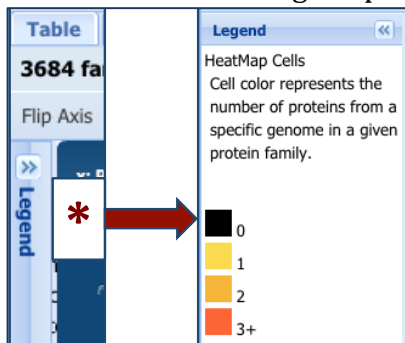 Table
3684 fa
Flip Axis
Legend
*
Legend
HeatMap Cells
Cell color represents the
number of proteins from a
specific genome in a given
protein family.
0
1
2
3+